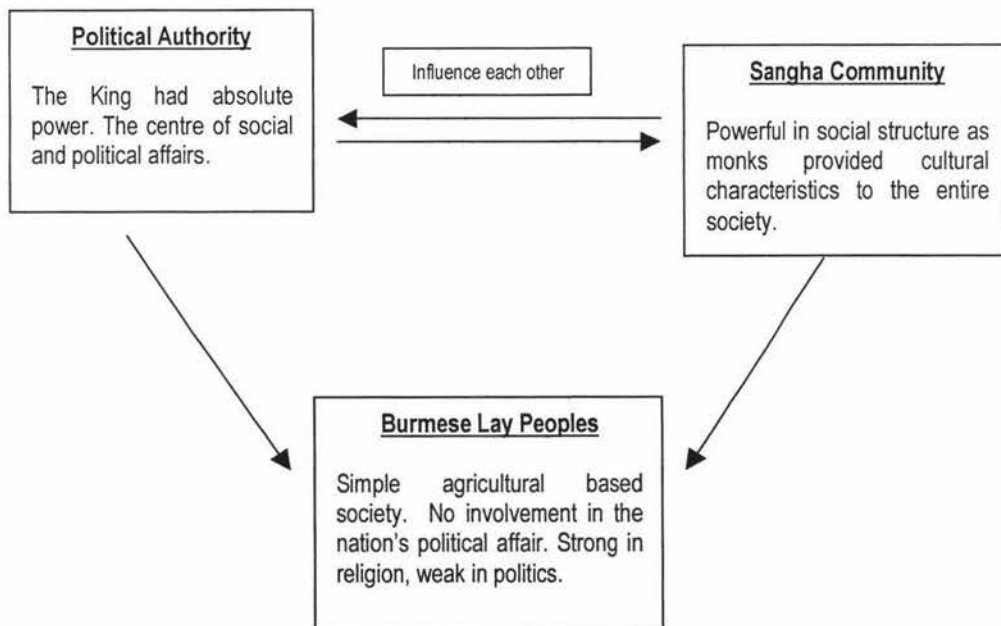 Political Authority
The King had absolute
power. The centre of social
and political affairs.
Influence each other
Sangha Community
Powerful in social structure as
monks provided cultural
characteristics to the entire
society.
Burmese Lay Peoples
Simple agricultural based
society. No involvement in the
nation's political affair. Strong in
religion, weak in politics.